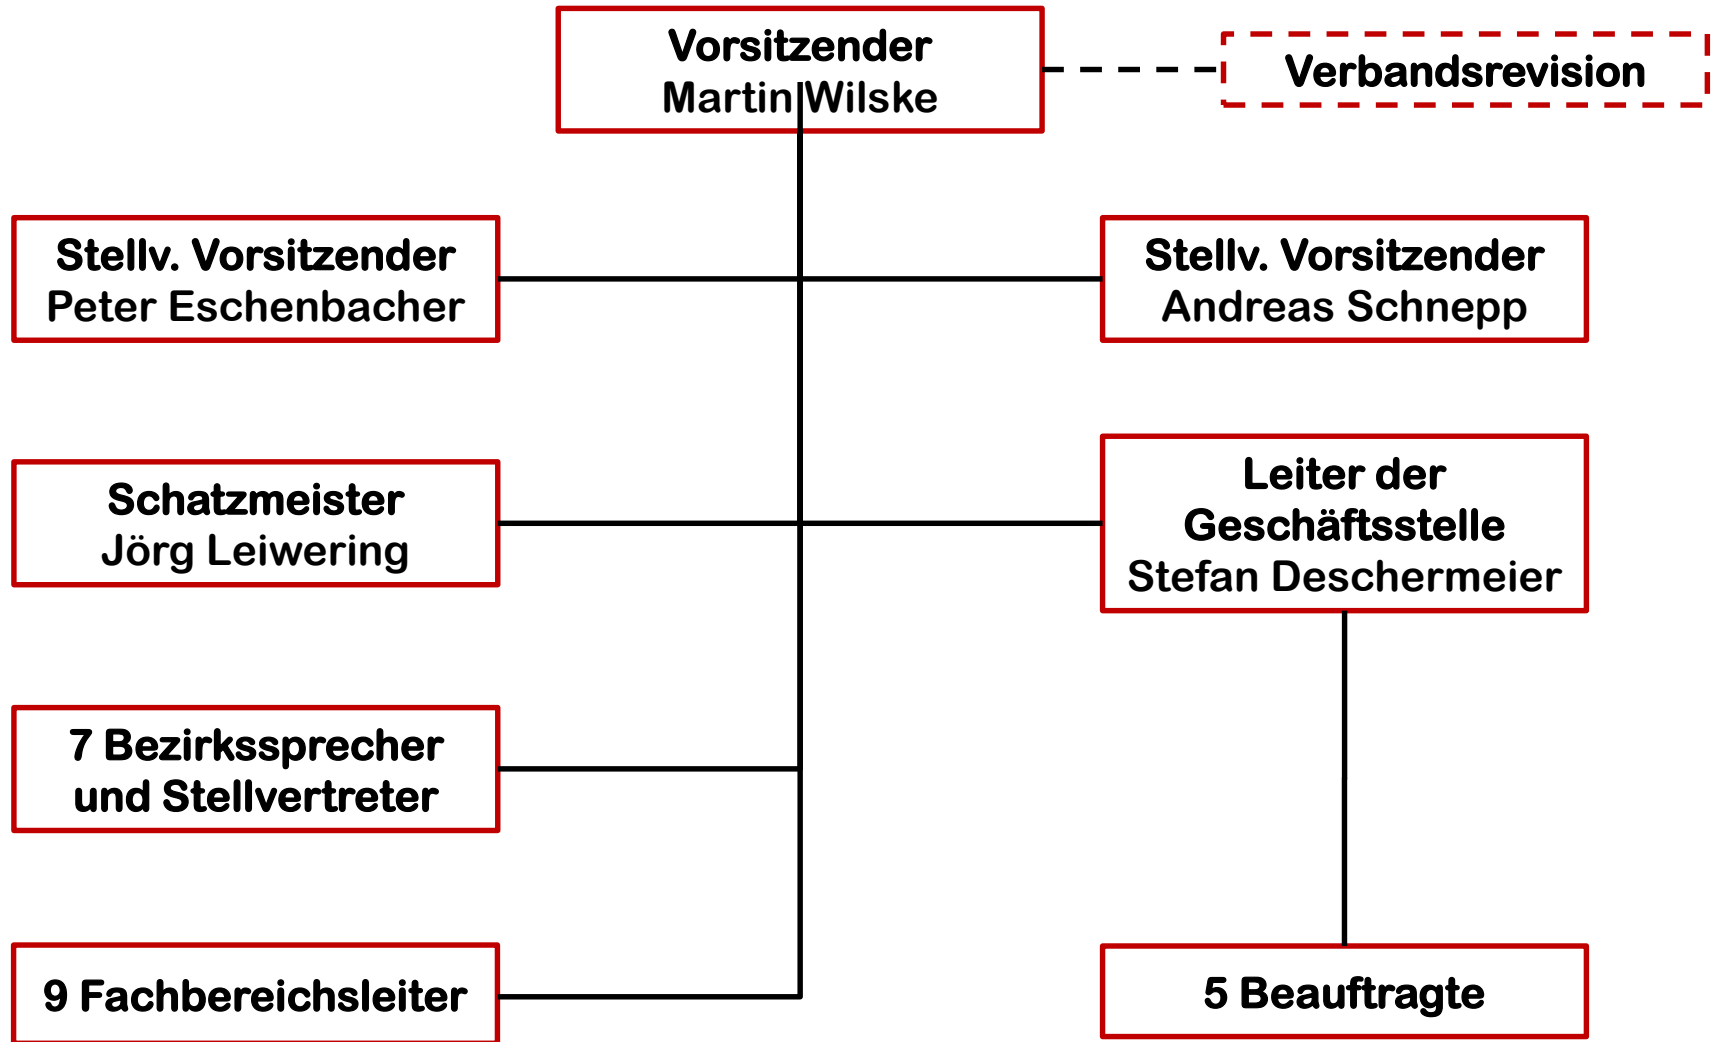 Vorsitzender
Martin Wilske
Verbandsrevision
Stellv. Vorsitzender
Peter Eschenbacher
Stellv. Vorsitzender
Andreas Schnepp
Schatzmeister
Jörg Leiwering
Leiter der
Geschäftsstelle
Stefan Deschermeier
7 Bezirkssprecher
und Stellvertreter
9 Fachbereichsleiter
5 Beauftragte